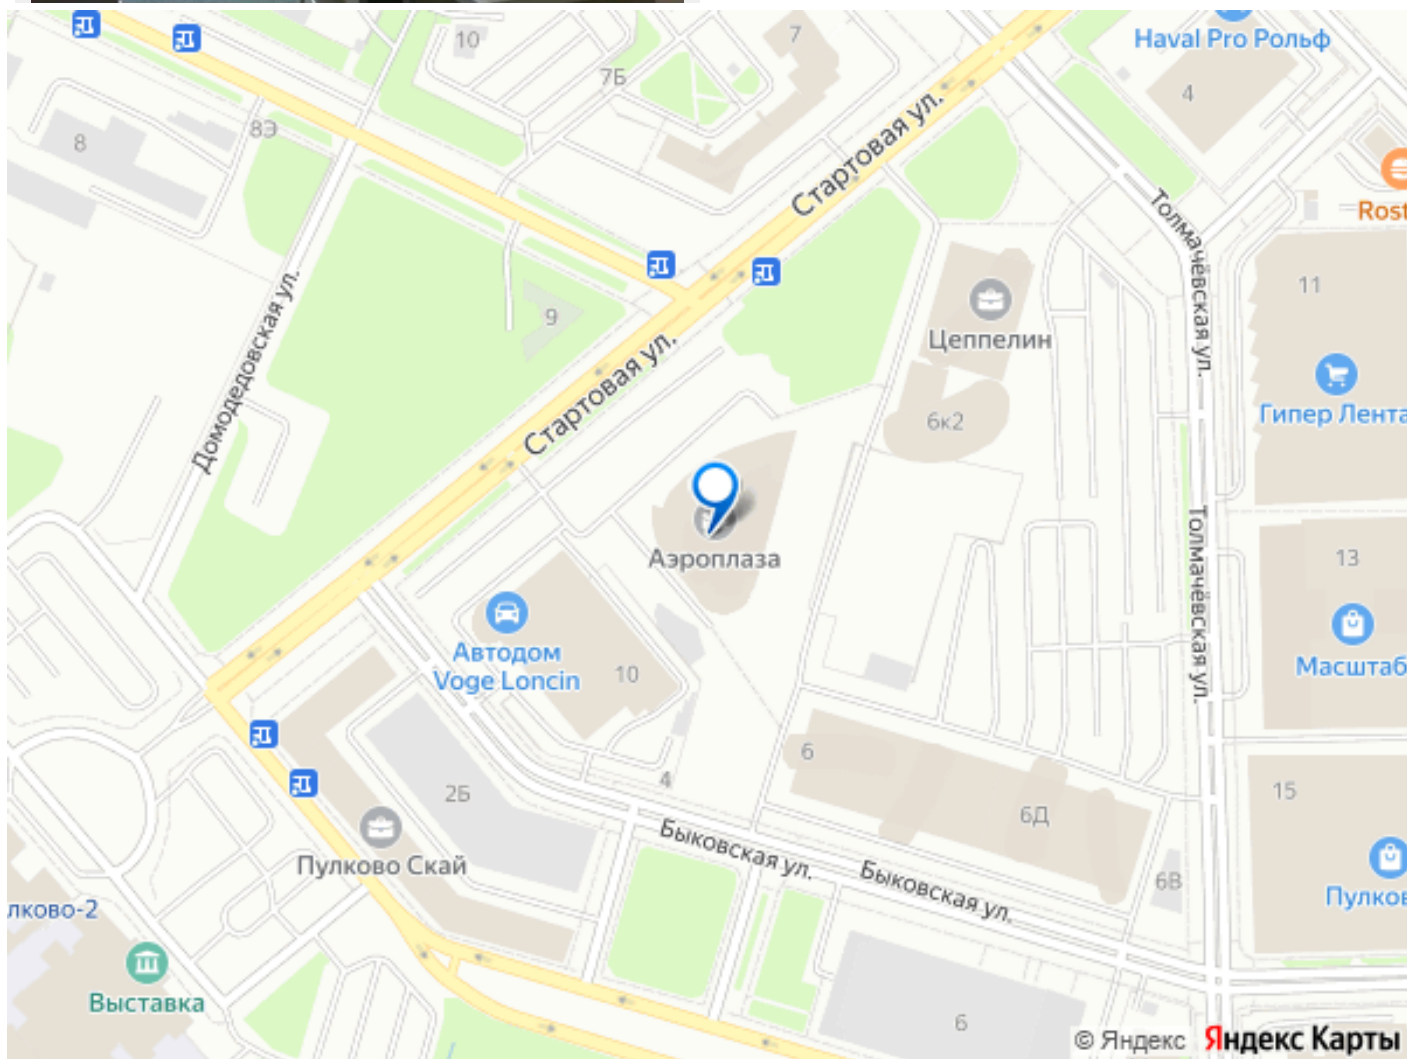 10
7
Haval Pro Рольф
7Б
4
8Э
8
Стартовая ул.
Rost
Толмачёвская ул.
Домодедовская ул.
11
9
Цеппелин
Стартовая ул.
Гипер Лента
6к2
Аэроплаза
Толмачёвская ул.
13
Автодом
Voge Loncin
10
Масштаб
6
4
2Б
15
6Д
Быковская ул.
Пулково Скай
Быковская ул.
6В
Пулков
лково-2
Выставка
6
© Яндекс Яндекс Карты